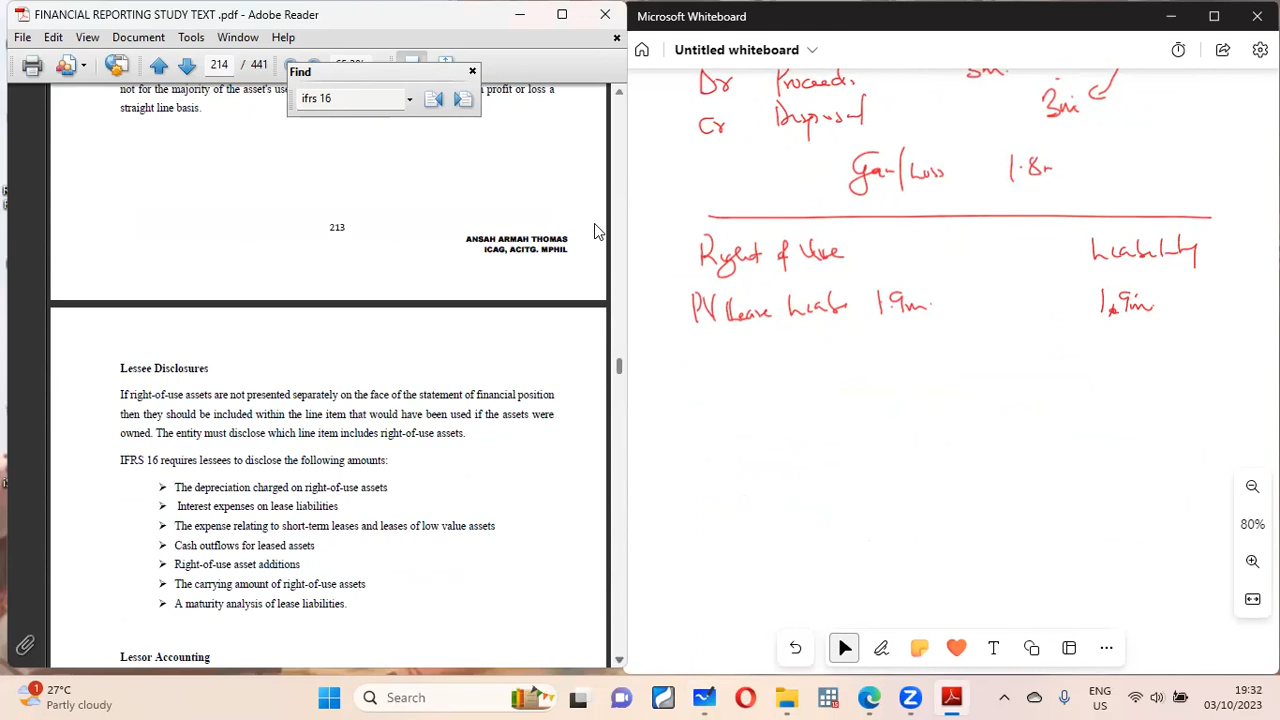 FINANCIAL REPORTING STUDY TEXT .pdf - Adobe Reader
File Edit View Document Tools Window Help
214 / 441
Find
ifrs 16
not for the majority of the asset's
profit or loss a
straight line basis.
213
ANSAH ARMAH THOMAS
ICAG, ACITG. MPHIL
Lessee Disclosures
If right-of-use assets are not presented separately on the face of the statement of financial position
then they should be included within the line item that would have been used if the assets were
owned. The entity must disclose which line item includes right-of-use assets.
IFRS 16 requires lessees to disclose the following amounts:
➢ The depreciation charged on right-of-use assets
➢ Interest expenses on lease liabilities
➢ The expense relating to short-term leases and leases of low value assets
➢ Cash outflows for leased assets
➢ Right-of-use asset additions
➢ The carrying amount of right-of-use assets
➢ A maturity analysis of lease liabilities.
Lessor Accounting
Microsoft Whiteboard
Untitled whiteboard
Dr Proceeds
3m
Cr Disposal
Gain/Loss 1.8m
Right of Use Liability
PV Lease Liab 1.9m 1.9m
80%
1
27°C
Partly cloudy
Search
ENG
US
19:32
03/10/2023